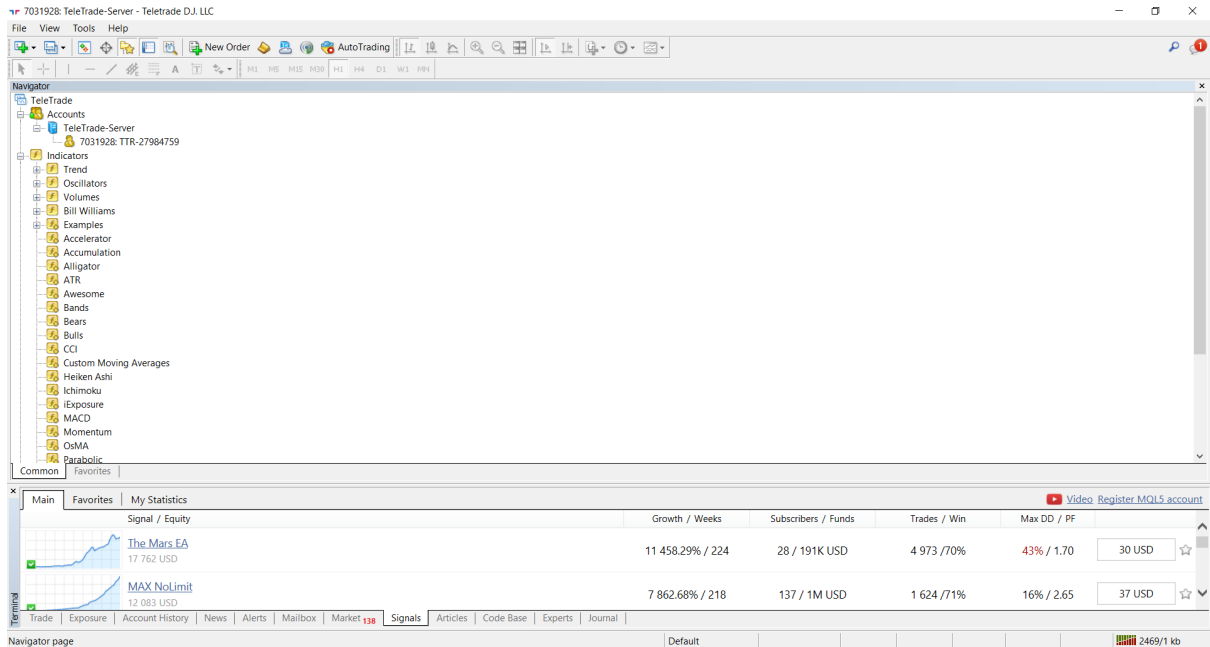 7031928: TeleTrade-Server - Teletrade D.J. LLC
File View Tools Help
New Order AutoTrading 1
A T M1 M5 M15 M30 H1 H4 D1 W1 MN
Navigator
TeleTrade
Accounts
TeleTrade-Server
7031928: TTR-27984759
Indicators
Trend
Oscillators
Volumes
Bill Williams
Examples
Accelerator
Accumulation
Alligator
ATR
Awesome
Bands
Bears
Bulls
CCI
Custom Moving Averages
Heiken Ashi
Ichimoku
iExposure
MACD
Momentum
OsMA
Parabolic
Common Favorites
Main Favorites My Statistics Video Register MQL5 account
Signal / Equity Growth / Weeks Subscribers / Funds Trades / Win Max DD / PF
The Mars EA
17 762 USD
11 458.29% / 224 28 / 191K USD 4 973 /70% 43% / 1.70 30 USD
MAX NoLimit
12 083 USD
7 862.68% / 218 137 / 1M USD 1 624 /71% 16% / 2.65 37 USD
Terminal
Trade Exposure Account History News Alerts Mailbox Market 138 Signals Articles Code Base Experts Journal
Navigator page Default 2469/1 kb